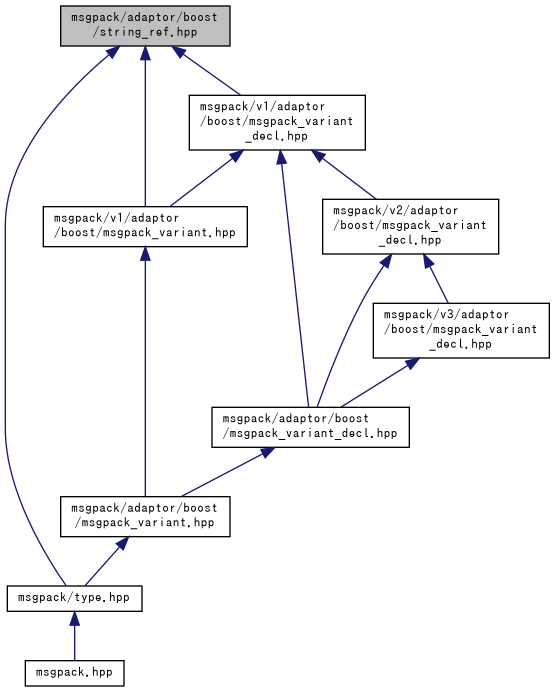 msgpack/adaptor/boost
/string_ref.hpp
msgpack/v1/adaptor
/boost/msgpack_variant
_decl.hpp
msgpack/v1/adaptor
/boost/msgpack_variant.hpp
msgpack/v2/adaptor
/boost/msgpack_variant
_decl.hpp
msgpack/v3/adaptor
/boost/msgpack_variant
_decl.hpp
msgpack/adaptor/boost
/msgpack_variant_decl.hpp
msgpack/adaptor/boost
/msgpack_variant.hpp
msgpack/type.hpp
msgpack.hpp